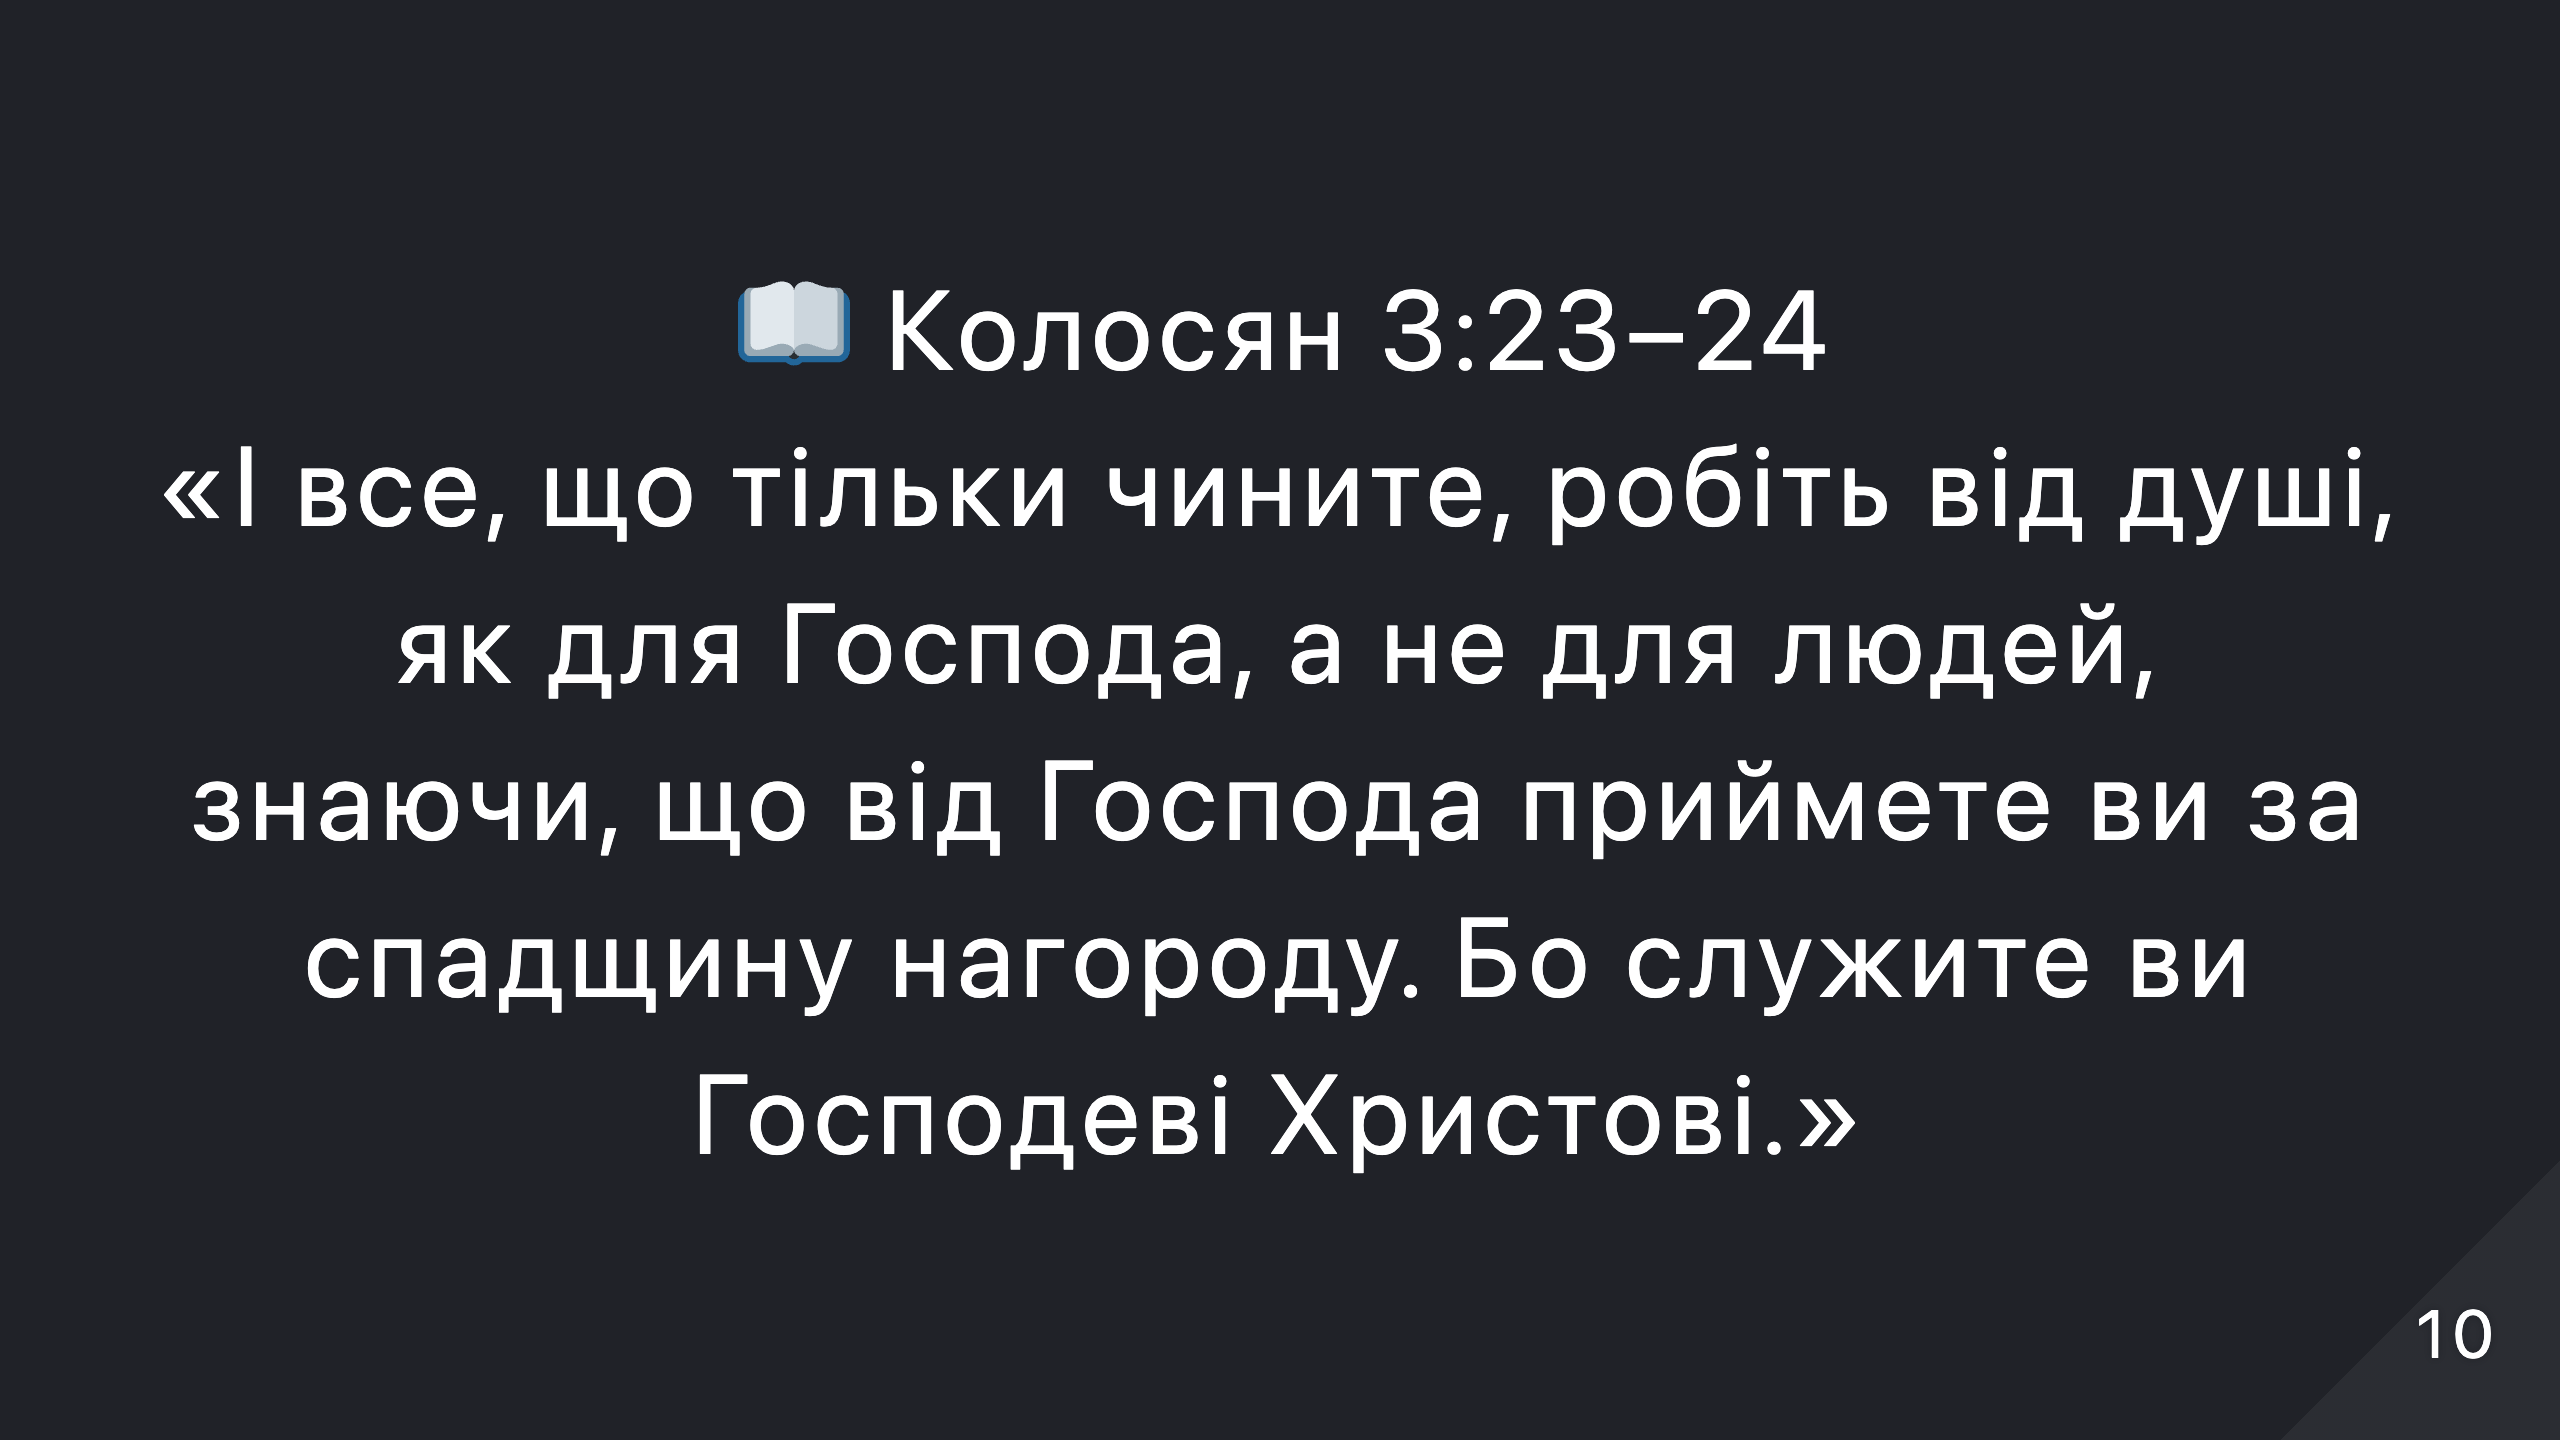 📖 Колосян 3:23–24
«І все, що тільки чините, робіть від душі,
як для Господа, а не для людей,
знаючи, що від Господа приймете ви за
спадщину нагороду. Бо служите ви
Господеві Христові.»
10